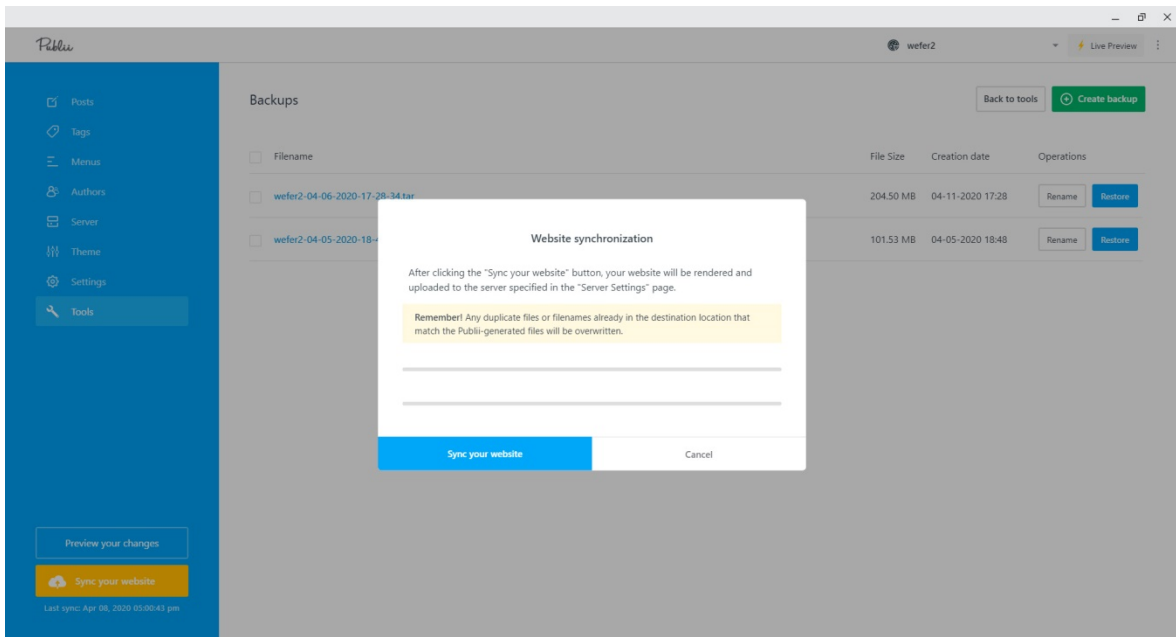 Publii
wefer2
Live Preview
Posts
Tags
Menus
Authors
Server
Theme
Settings
Tools
Preview your changes
Sync your website
Last sync: Apr 08, 2020 05:00:43 pm
Backups
Back to tools
Create backup
Filename File Size Creation date Operations
wefer2-04-06-2020-17-28-34.tar 204.50 MB 04-11-2020 17:28 Rename Restore
wefer2-04-05-2020-18- 101.53 MB 04-05-2020 18:48 Rename Restore
Website synchronization
After clicking the "Sync your website" button, your website will be rendered and
uploaded to the server specified in the "Server Settings" page.
Remember! Any duplicate files or filenames already in the destination location that
match the Publii-generated files will be overwritten.
Sync your website
Cancel